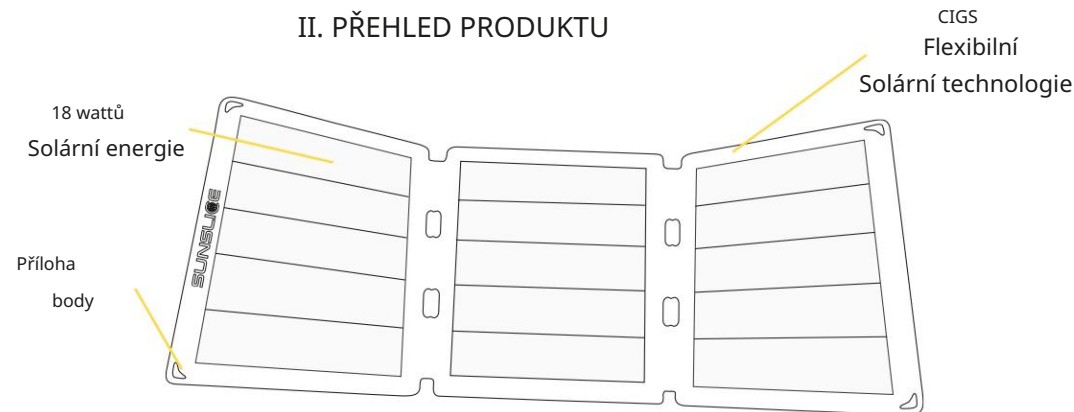 II. PŘEHLED PRODUKTU
CIGS
Flexibilní
Solární technologie
18 wattů
Solární energie
SUNSLICE
Příloha
body